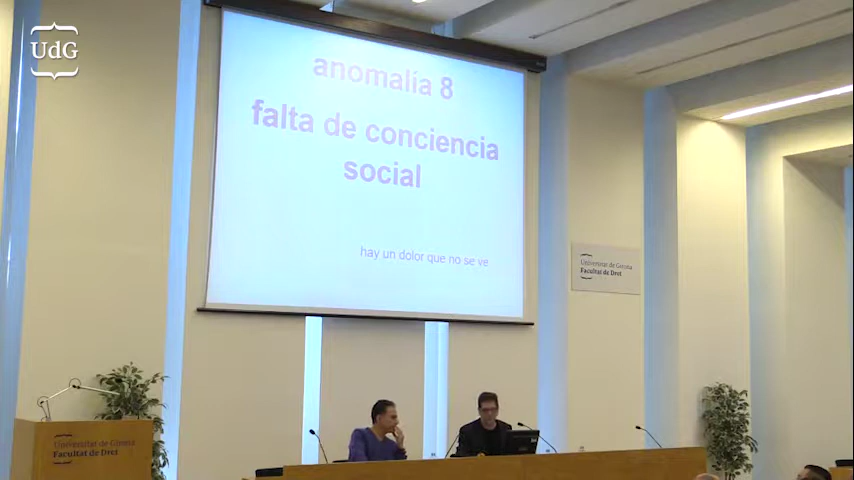 UdG
anomalía 8
falta de conciencia
social
hay un dolor que no se ve
Universitat de Girona
Facultat de Dret
Universitat de Girona
Facultat de Dret